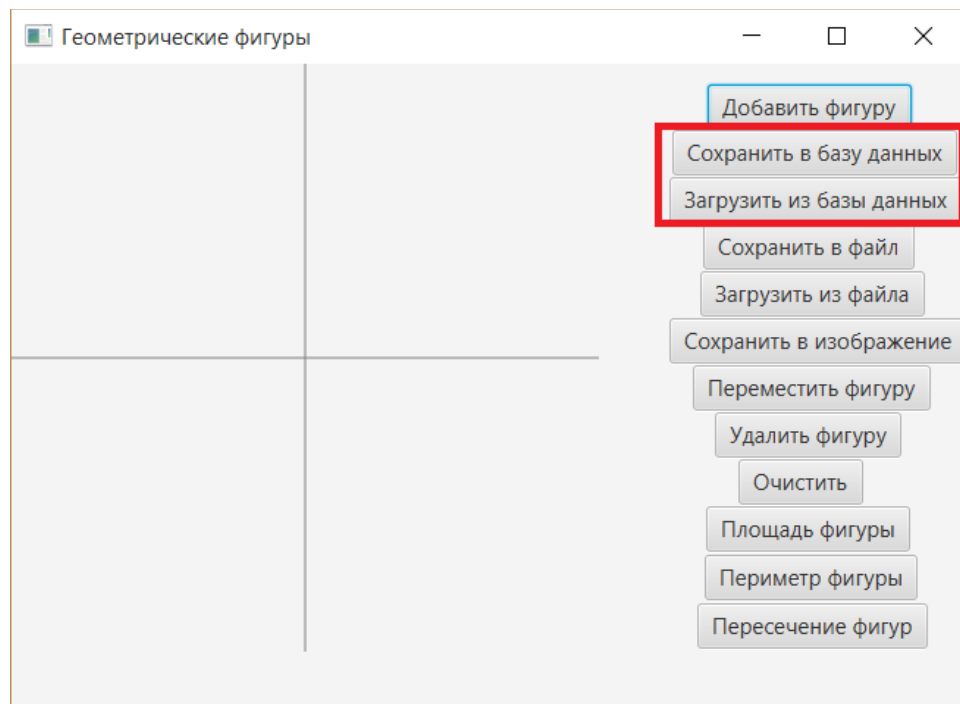 Геометрические фигуры
Добавить фигуру
Сохранить в базу данных
Загрузить из базы данных
Сохранить в файл
Загрузить из файла
Сохранить в изображение
Переместить фигуру
Удалить фигуру
Очистить
Площадь фигуры
Периметр фигуры
Пересечение фигур